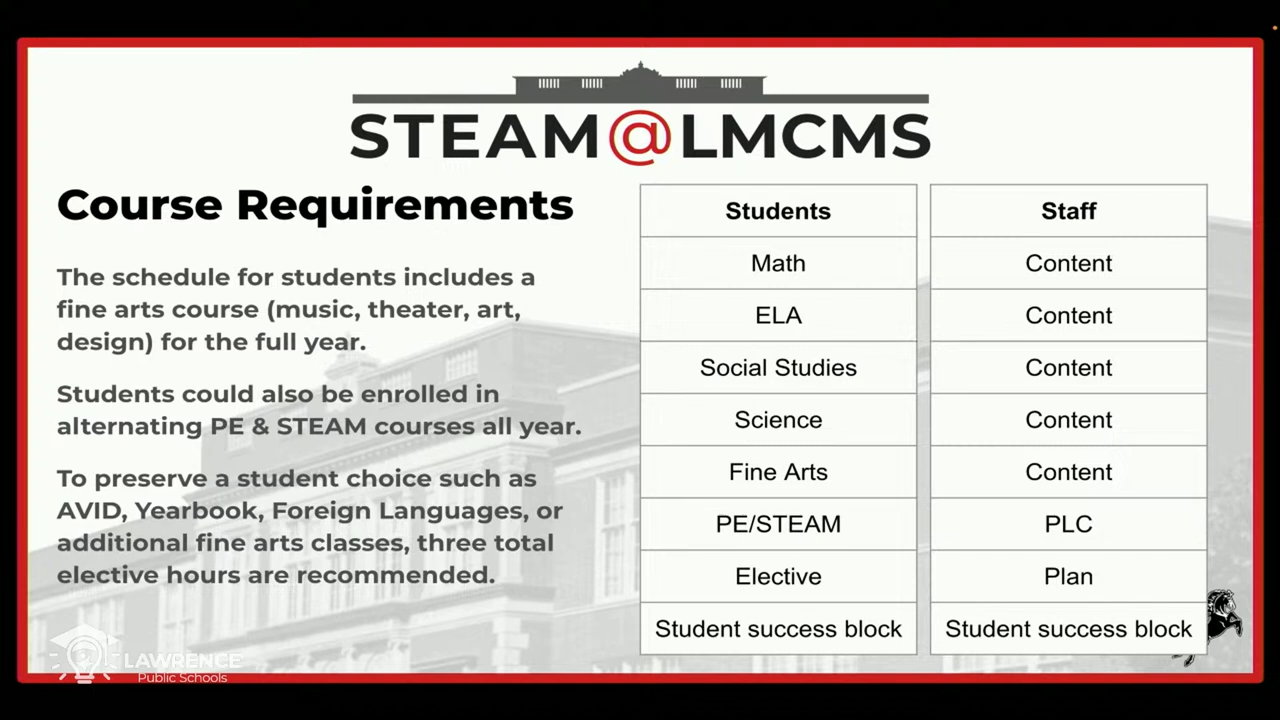 STEAM@LMCMS
Course Requirements
The schedule for students includes a
fine arts course (music, theater, art,
design) for the full year.
Students could also be enrolled in
alternating PE & STEAM courses all year.
To preserve a student choice such as
AVID, Yearbook, Foreign Languages, or
additional fine arts classes, three total
elective hours are recommended.
Students Staff
Math Content
ELA Content
Social Studies Content
Science Content
Fine Arts Content
PE/STEAM PLC
Elective Plan
Student success block Student success block
LAWRENCE
Public Schools